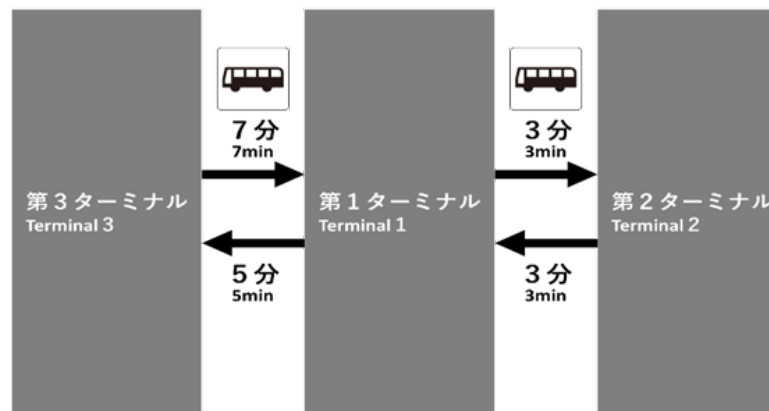 7分
7min
3分
3min
第3ターミナル
Terminal 3
第1ターミナル
Terminal 1
第2ターミナル
Terminal 2
5分
5min
3分
3min